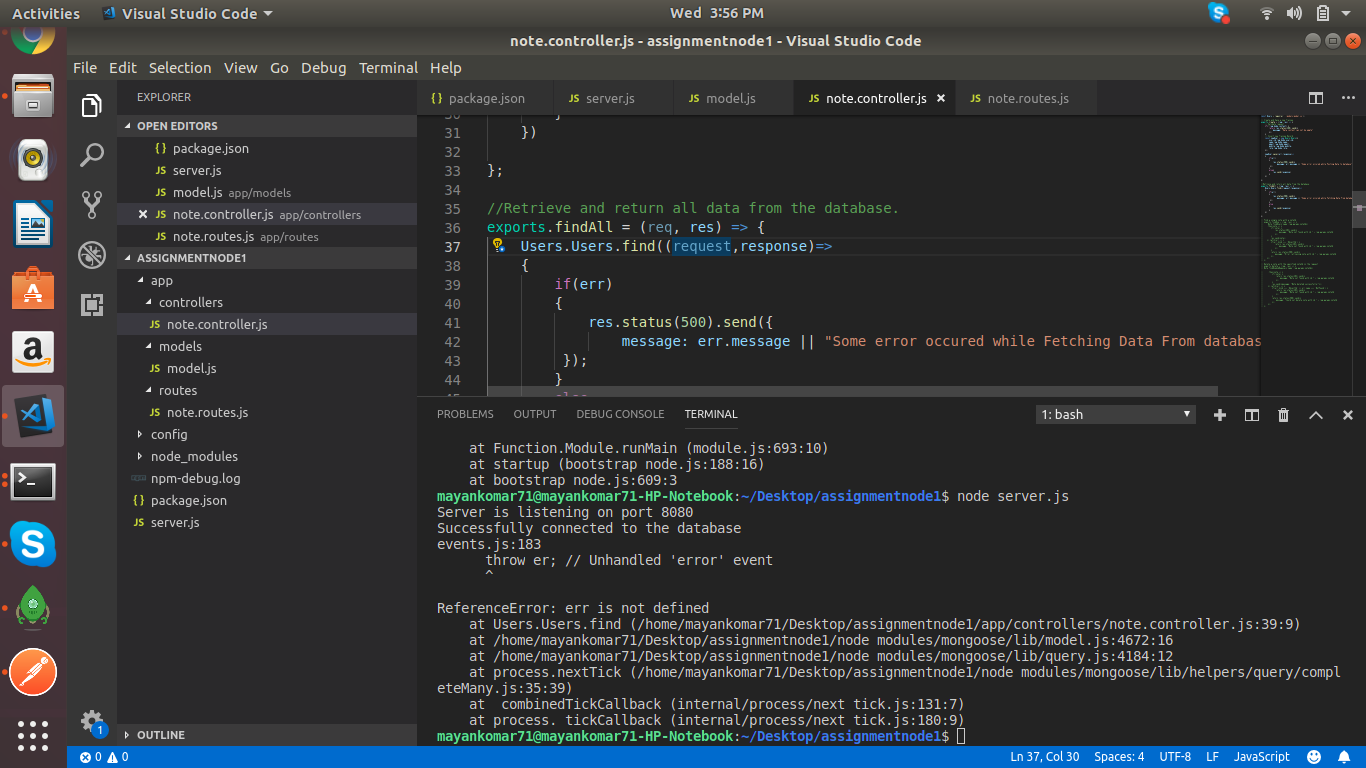 Activities Visual Studio Code Wed 3:56 PM
note.controller.js - assignmentnode1 - Visual Studio Code
File Edit Selection View Go Debug Terminal Help
EXPLORER
OPEN EDITORS
{} package.json
JS server.js
JS model.js app/models
JS note.controller.js app/controllers
JS note.routes.js app/routes
ASSIGNMENTNODE1
app
controllers
JS note.controller.js
models
JS model.js
routes
JS note.routes.js
config
node_modules
npm-debug.log
{} package.json
JS server.js
OUTLINE
1
{} package.json JS server.js JS model.js JS note.controller.js JS note.routes.js
30 }
31 })
32
33 };
34
35 //Retrieve and return all data from the database.
36 exports.findAll = (req, res) => {
37 Users.Users.find((request,response)=>
38 {
39 if(err)
40 {
41 res.status(500).send({
42 message: err.message || "Some error occured while Fetching Data From databas
43 });
44 }
45 else
PROBLEMS OUTPUT DEBUG CONSOLE TERMINAL 1: bash
at Function.Module.runMain (module.js:693:10)
at startup (bootstrap node.js:188:16)
at bootstrap node.js:609:3
mayankomar71@mayankomar71-HP-Notebook:~/Desktop/assignmentnode1$ node server.js
Server is listening on port 8080
Successfully connected to the database
events.js:183
throw er; // Unhandled 'error' event
^
ReferenceError: err is not defined
at Users.Users.find (/home/mayankomar71/Desktop/assignmentnode1/app/controllers/note.controller.js:39:9)
at /home/mayankomar71/Desktop/assignmentnode1/node modules/mongoose/lib/model.js:4672:16
at /home/mayankomar71/Desktop/assignmentnode1/node modules/mongoose/lib/query.js:4184:12
at process.nextTick (/home/mayankomar71/Desktop/assignmentnode1/node modules/mongoose/lib/helpers/query/compl
eteMany.js:35:39)
at combinedTickCallback (internal/process/next tick.js:131:7)
at process. tickCallback (internal/process/next tick.js:180:9)
mayankomar71@mayankomar71-HP-Notebook:~/Desktop/assignmentnode1$
0 0 Ln 37, Col 30 Spaces: 4 UTF-8 LF JavaScript